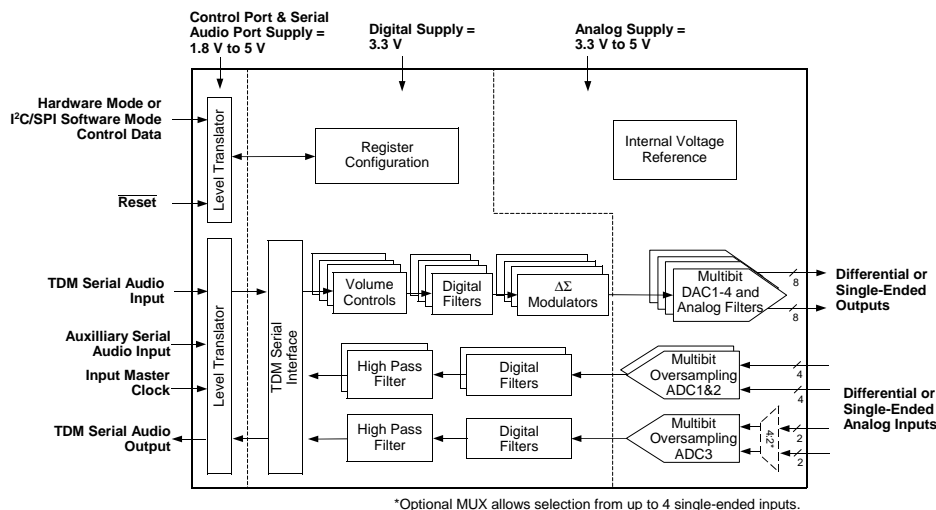 Control Port & Serial
Audio Port Supply =
1.8 V to 5 V
Digital Supply =
3.3 V
Analog Supply =
3.3 V to 5 V
Hardware Mode or
I²C/SPI Software Mode
Control Data
Reset
Level Translator
Register
Configuration
Internal Voltage
Reference
TDM Serial Audio
Input
Auxilliary Serial
Audio Input
Input Master
Clock
TDM Serial Audio
Output
Level Translator
TDM Serial
Interface
Volume
Controls
Digital
Filters
ΔΣ
Modulators
Multibit
DAC1-4 and
Analog Filters
8
8
Differential or
Single-Ended
Outputs
High Pass
Filter
Digital
Filters
Multibit
Oversampling
ADC1&2
4
4
High Pass
Filter
Digital
Filters
Multibit
Oversampling
ADC3
4:2*
2
2
Differential or
Single-Ended
Analog Inputs
*Optional MUX allows selection from up to 4 single-ended inputs.